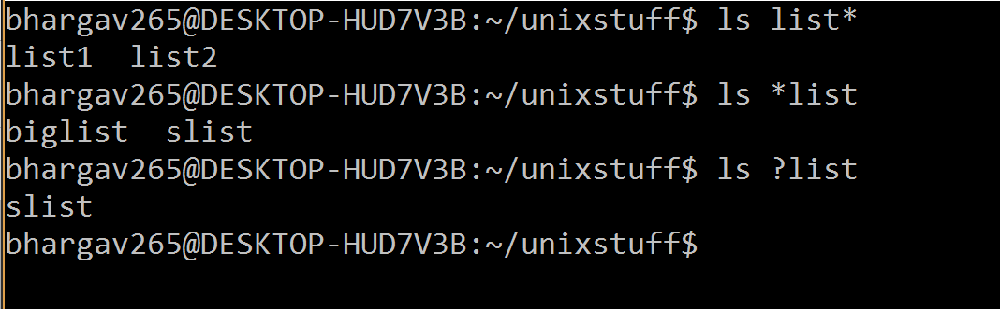 bhargav265@DESKTOP-HUD7V3B:~/unixstuff$ ls list*
list1  list2
bhargav265@DESKTOP-HUD7V3B:~/unixstuff$ ls *list
biglist  slist
bhargav265@DESKTOP-HUD7V3B:~/unixstuff$ ls ?list
slist
bhargav265@DESKTOP-HUD7V3B:~/unixstuff$